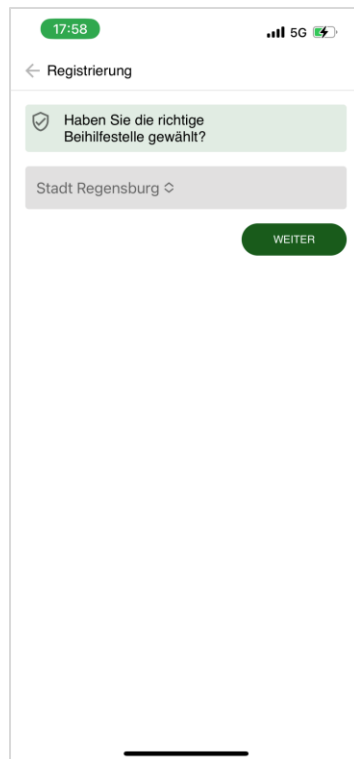 17:58
5G
Registrierung
Haben Sie die richtige
Beihilfestelle gewählt?
Stadt Regensburg
WEITER